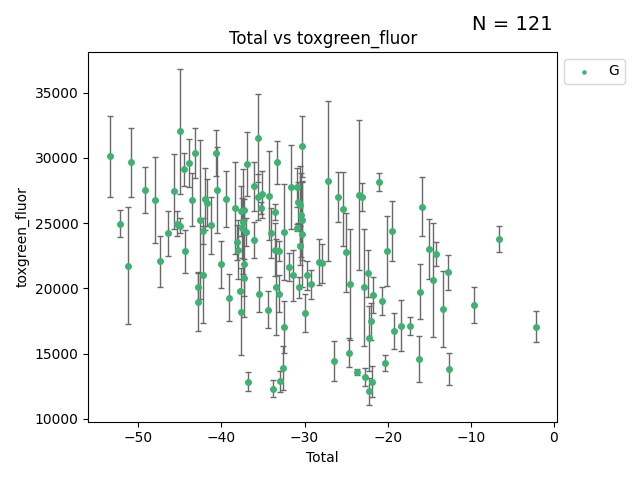 N = 121
Total vs toxgreen_fluor
G
35000
30000
25000
20000
15000
10000
toxgreen_fluor
−50 −40 −30 −20 −10 0
Total